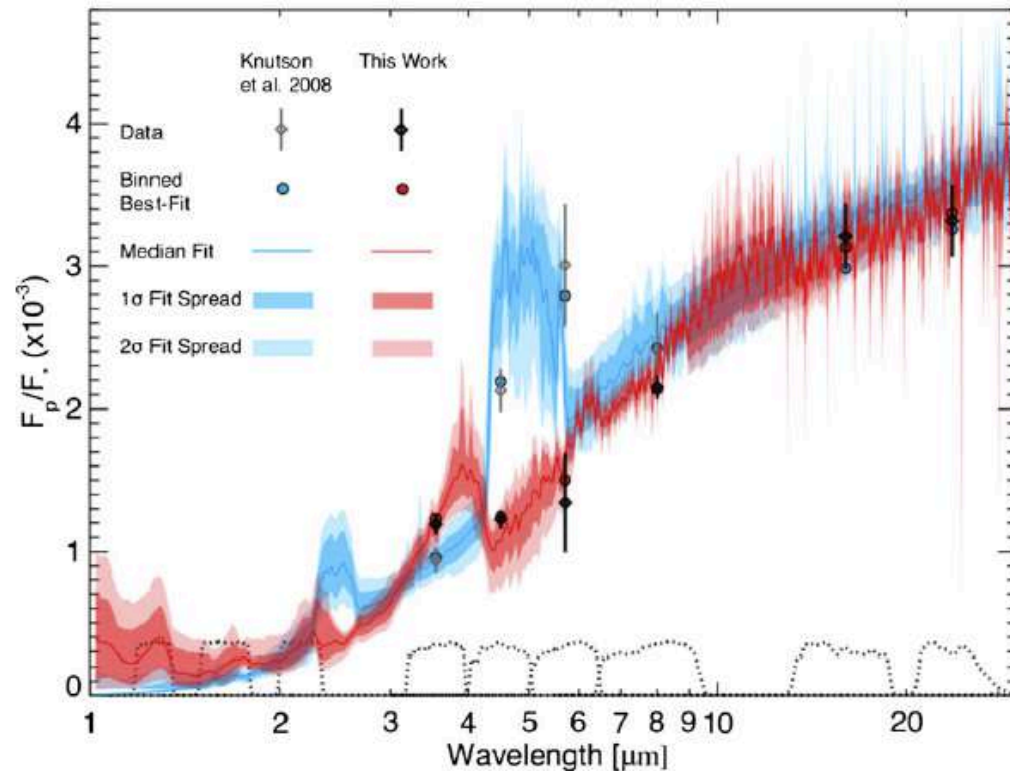 Knutson This Work
et al. 2008
Data
Binned
Best-Fit
Median Fit
1σ Fit Spread
2σ Fit Spread
Fp/F, (x10-3)
4
3
2
1
0
1 2 3 4 5 6 7 8 9 10 20
Wavelength [μm]